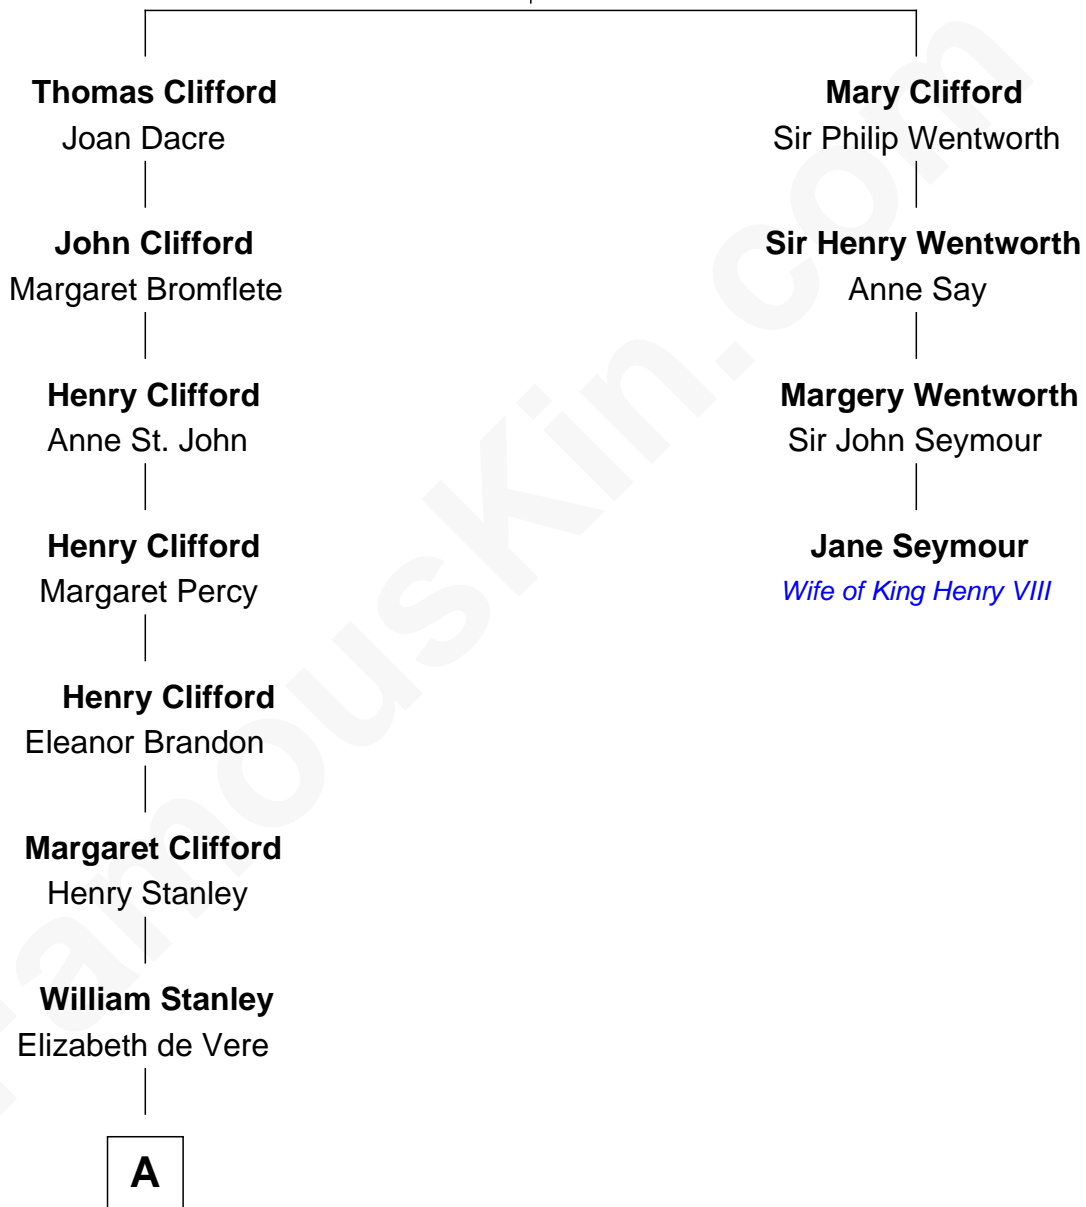 Thomas Clifford
Joan Dacre
John Clifford
Margaret Bromflete
Henry Clifford
Anne St. John
Henry Clifford
Margaret Percy
Henry Clifford
Eleanor Brandon
Margaret Clifford
Henry Stanley
William Stanley
Elizabeth de Vere
A
Mary Clifford
Sir Philip Wentworth
Sir Henry Wentworth
Anne Say
Margery Wentworth
Sir John Seymour
Jane Seymour
Wife of King Henry VIII
FamousKin.com